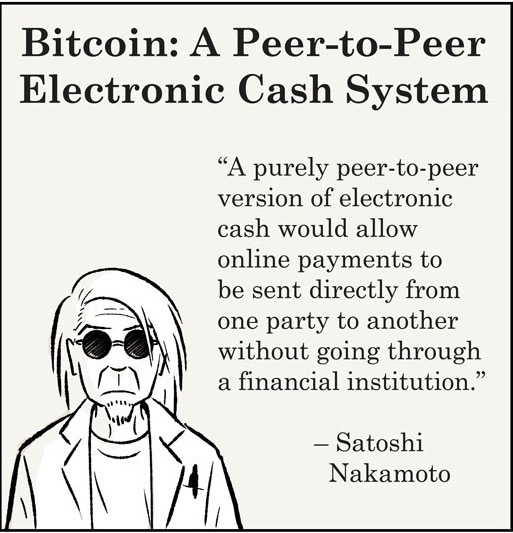 Bitcoin: A Peer-to-Peer
Electronic Cash System
“A purely peer-to-peer
version of electronic
cash would allow
online payments to
be sent directly from
one party to another
without going through
a financial institution.”
– Satoshi
Nakamoto